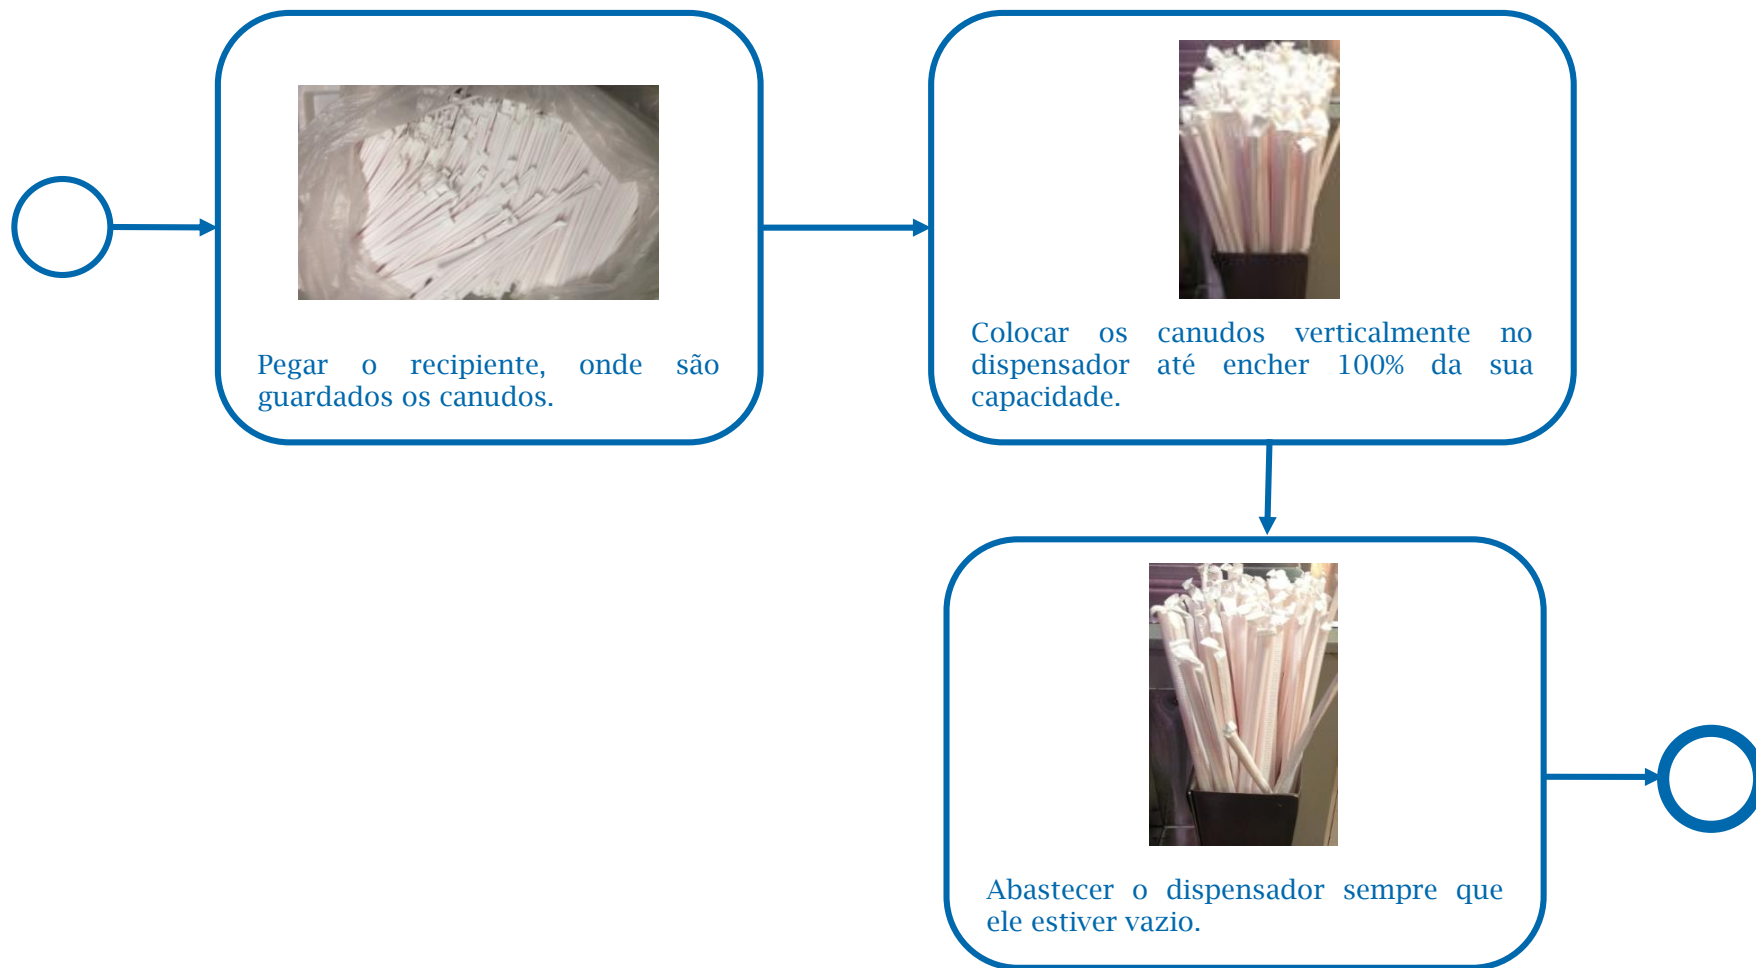 Pegar o recipiente, onde são
guardados os canudos.
Colocar os canudos verticalmente no
dispensador até encher 100% da sua
capacidade.
Abastecer o dispensador sempre que
ele estiver vazio.